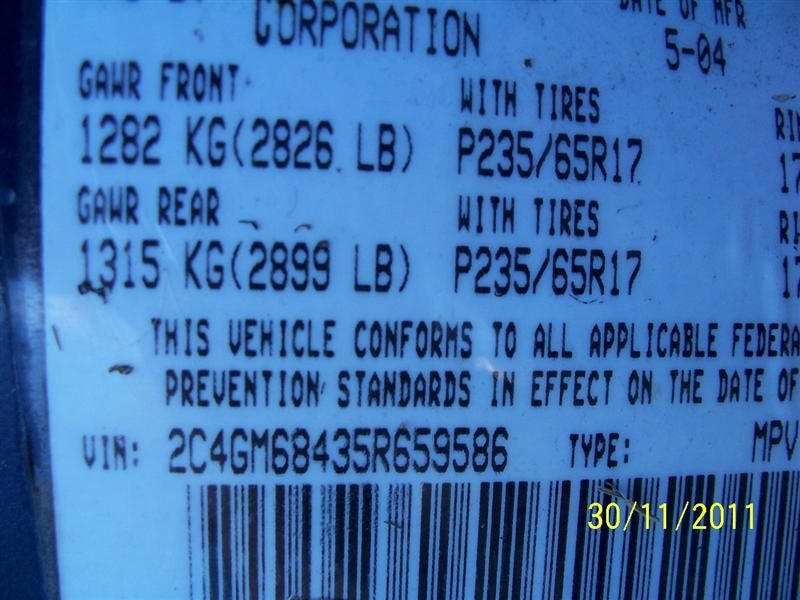 DATE OF MFR
CORPORATION 5-04
GAWR FRONT WITH TIRES
1282 KG(2826 LB) P235/65R17 17
GAWR REAR WITH TIRES
1315 KG(2899 LB) P235/65R17 17
THIS VEHICLE CONFORMS TO ALL APPLICABLE FEDERA
PREVENTION STANDARDS IN EFFECT ON THE DATE OF
VIN: 2C4GM68435R659586 TYPE: MPV
30/11/2011